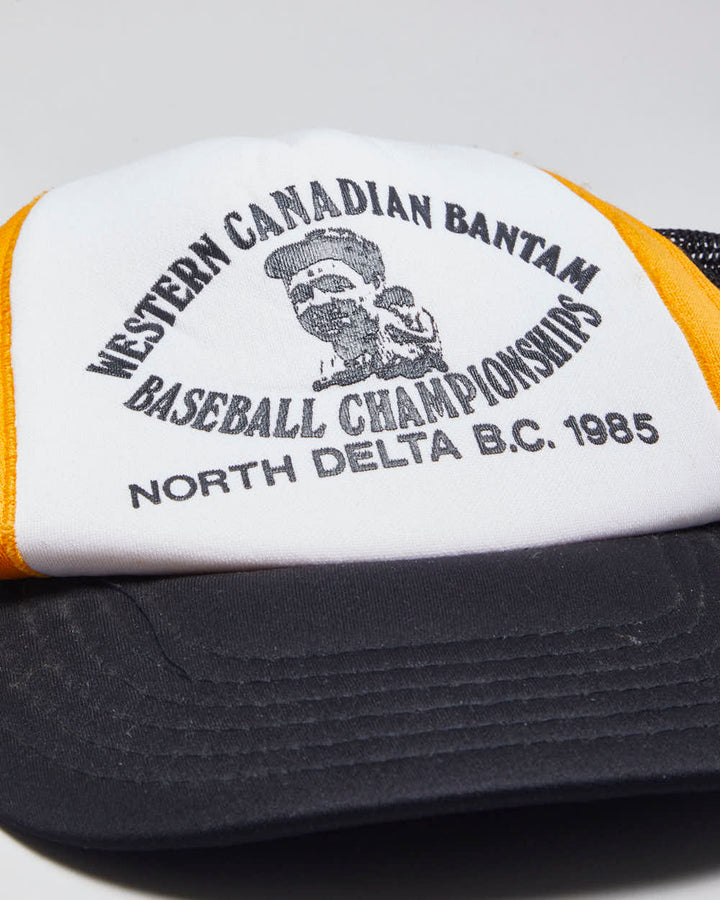 WESTERN CANADIAN BANTAM
BASEBALL CHAMPIONSHIPS
NORTH DELTA B.C. 1985